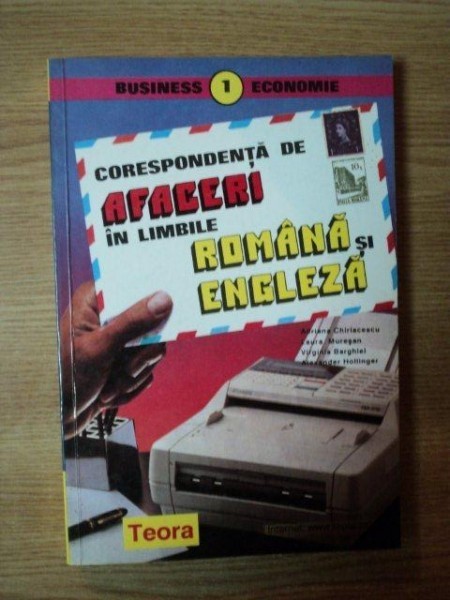 BUSINESS 1 ECONOMIE
CORESPONDENȚĂ DE
AFACERI
ÎN LIMBILE
ROMÂNĂ ȘI
ENGLEZĂ
Adriana Chiriacescu
Laura Mureșan
Virginia Barghiel
Alexander Hollinger
Teora